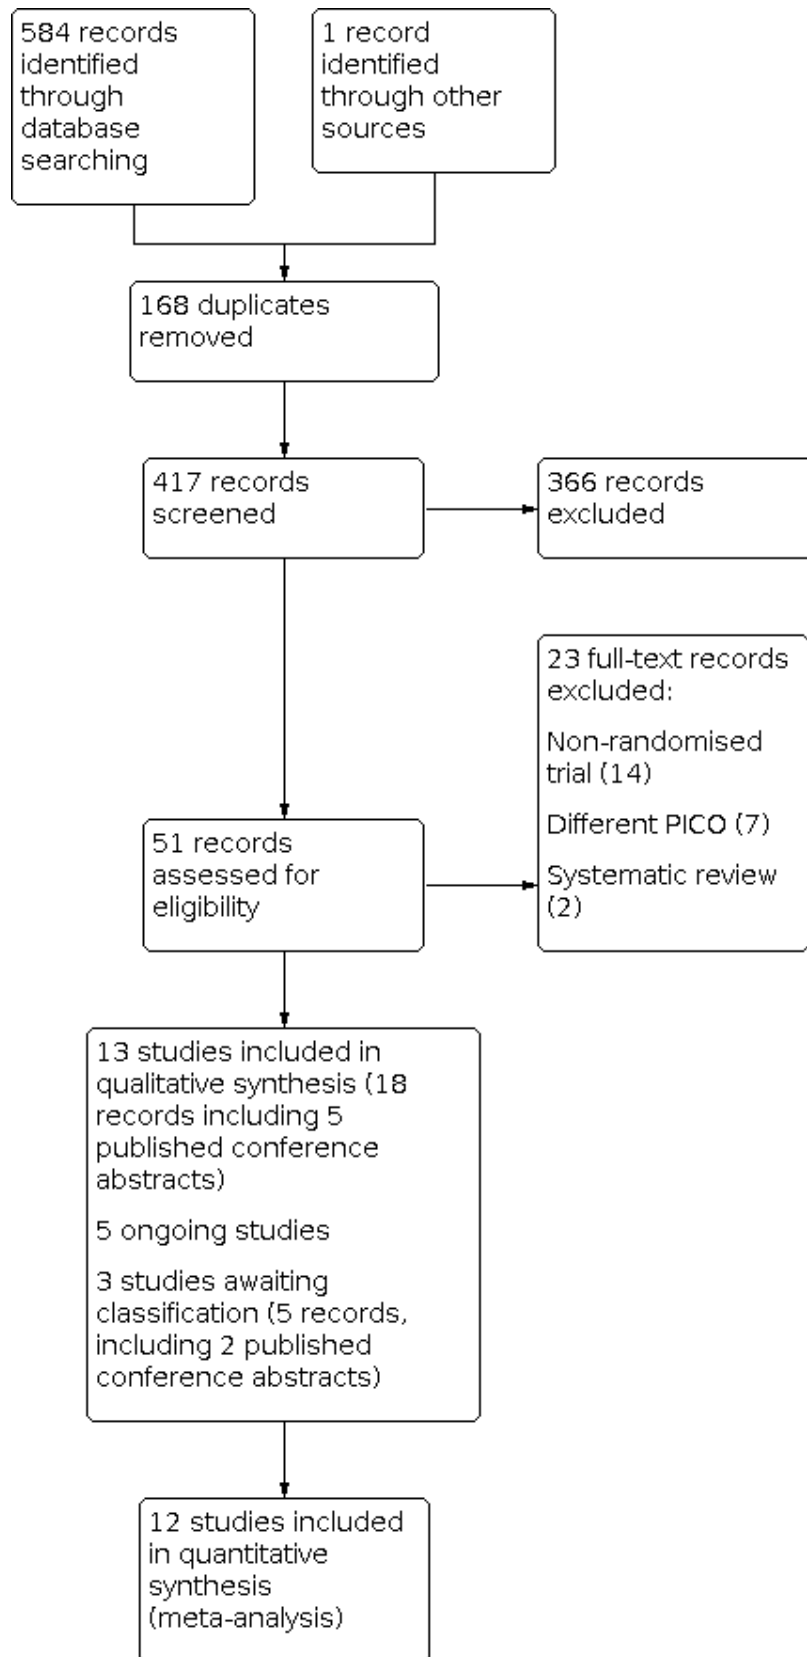 584 records
identified
through
database
searching
1 record
identified
through other
sources
168 duplicates
removed
417 records
screened
366 records
excluded
23 full-text records
excluded:
Non-randomised
trial (14)
Different PICO (7)
Systematic review
(2)
51 records
assessed for
eligibility
13 studies included in
qualitative synthesis (18
records including 5
published conference
abstracts)
5 ongoing studies
3 studies awaiting
classification (5 records,
including 2 published
conference abstracts)
12 studies included
in quantitative
synthesis
(meta-analysis)